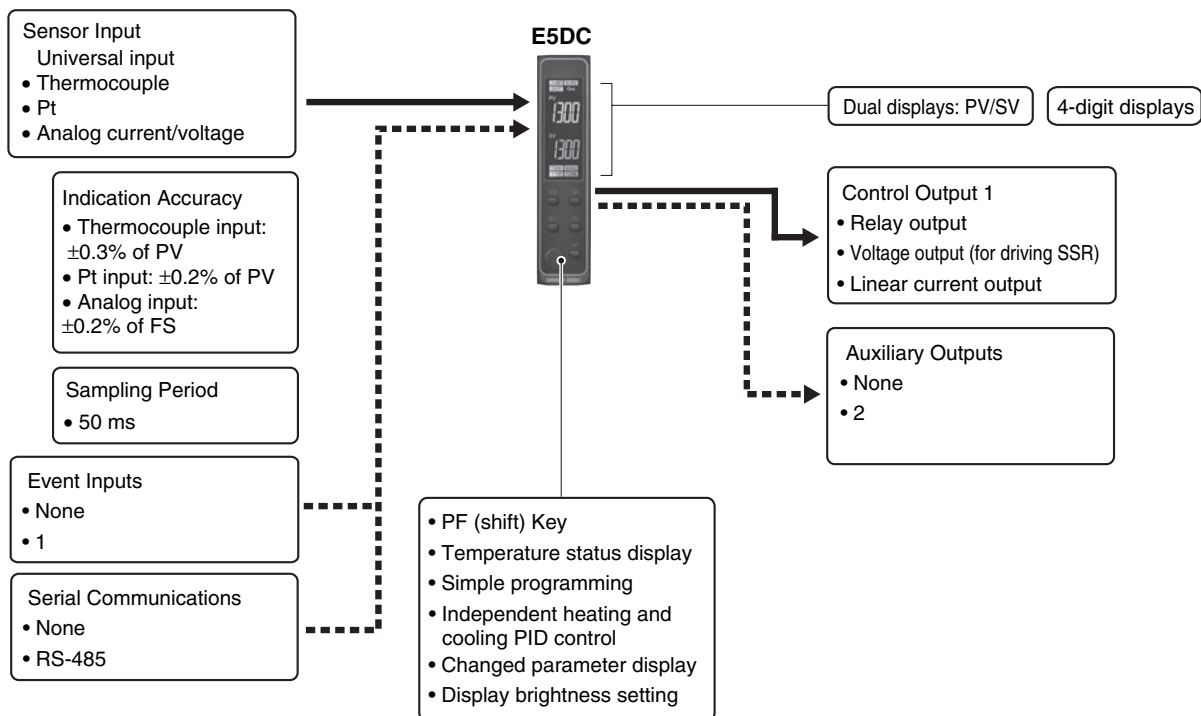 Sensor Input
Universal input
• Thermocouple
• Pt
• Analog current/voltage
Indication Accuracy
• Thermocouple input:
±0.3% of PV
• Pt input: ±0.2% of PV
• Analog input:
±0.2% of FS
Sampling Period
• 50 ms
Event Inputs
• None
• 1
Serial Communications
• None
• RS-485
E5DC
PV
1300
SV
1300
• PF (shift) Key
• Temperature status display
• Simple programming
• Independent heating and
cooling PID control
• Changed parameter display
• Display brightness setting
Dual displays: PV/SV
4-digit displays
Control Output 1
• Relay output
• Voltage output (for driving SSR)
• Linear current output
Auxiliary Outputs
• None
• 2